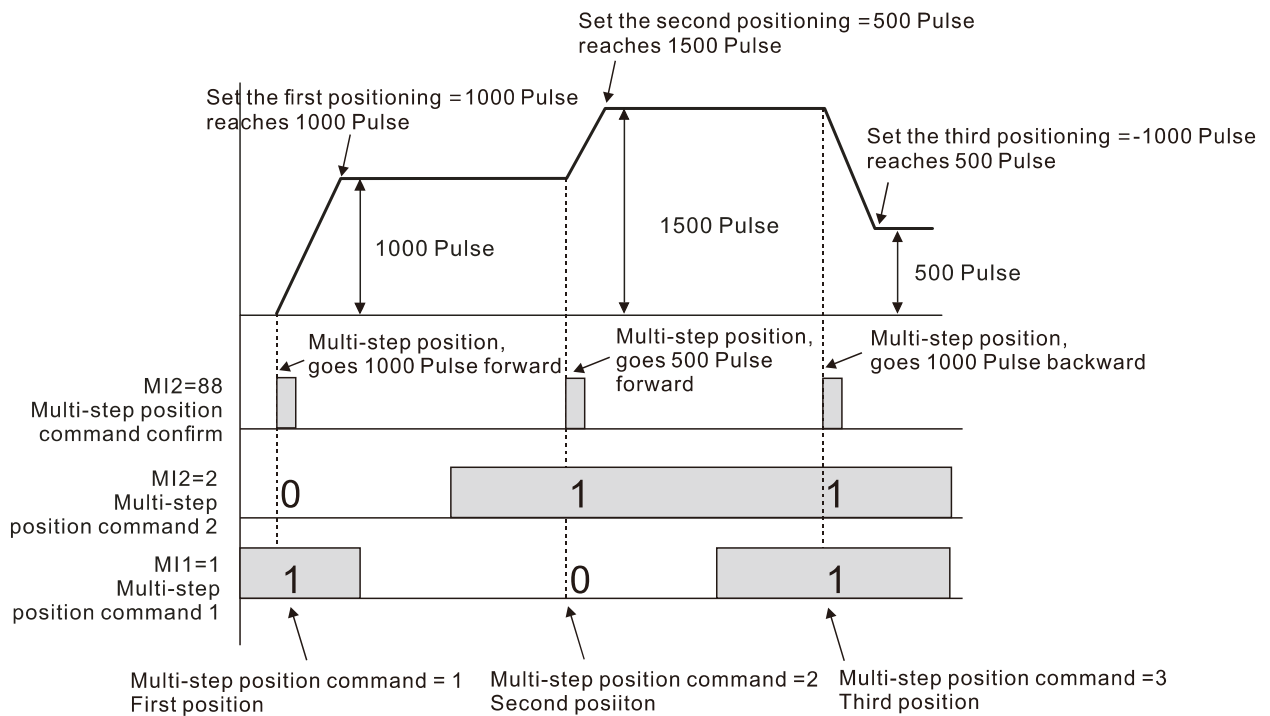 Set the second positioning =500 Pulse
reaches 1500 Pulse
Set the first positioning =1000 Pulse
reaches 1000 Pulse
Set the third positioning =-1000 Pulse
reaches 500 Pulse
1000 Pulse
1500 Pulse
500 Pulse
Multi-step position,
goes 1000 Pulse forward
Multi-step position,
goes 500 Pulse
forward
Multi-step position,
goes 1000 Pulse backward
MI2=88
Multi-step position
command confirm
MI2=2
Multi-step
position command 2
0
1
1
MI1=1
Multi-step
position command 1
1
0
1
Multi-step position command = 1
First position
Multi-step position command =2
Second posiiton
Multi-step position command =3
Third position